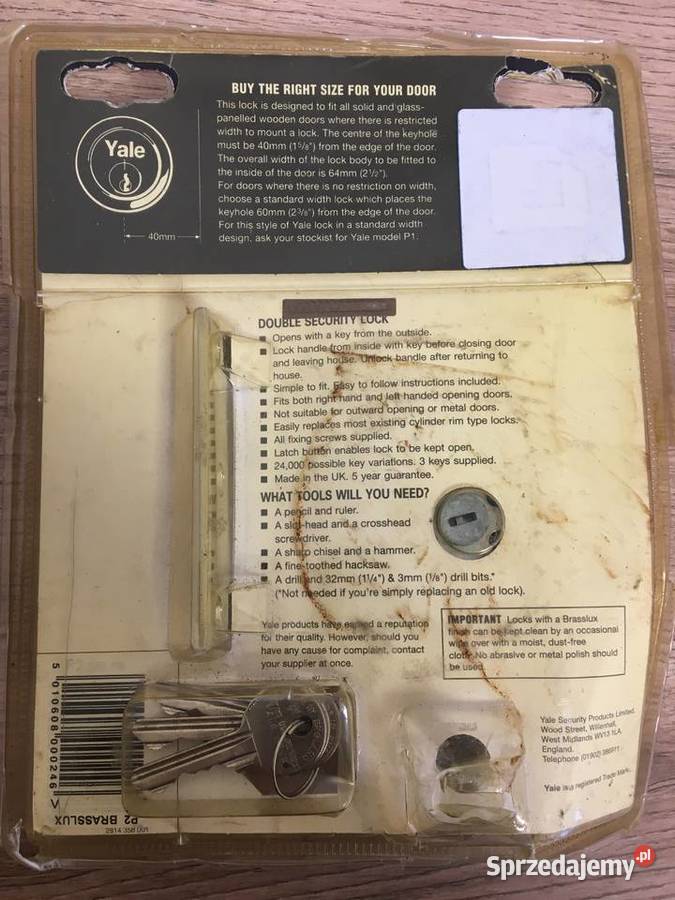 BUY THE RIGHT SIZE FOR YOUR DOOR
This lock is designed to fit all solid and glass-
panelled wooden doors where there is restricted
width to mount a lock. The centre of the keyhole
must be 40mm (1⁵/₈") from the edge of the door.
The overall width of the lock body to be fitted to
the inside of the door is 64mm (2¹/₂").
For doors where there is no restriction on width,
choose a standard width lock which places the
keyhole 60mm (2³/₈") from the edge of the door.
For this style of Yale lock in a standard width
design, ask your stockist for Yale model P1.
Yale
40mm
DOUBLE SECURITY LOCK
■ Opens with a key from the outside.
■ Lock handle from inside with key before closing door
and leaving house. Unlock handle after returning to
house.
■ Simple to fit. Easy to follow instructions included.
■ Fits both right hand and left handed opening doors.
■ Not suitable for outward opening or metal doors.
■ Easily replaces most existing cylinder rim type locks.
■ All fixing screws supplied.
■ Latch button enables lock to be kept open.
■ 24,000 possible key variations. 3 keys supplied.
■ Made in the UK. 5 year guarantee.
WHAT TOOLS WILL YOU NEED?
■ A pencil and ruler.
■ A slot-head and a crosshead
screwdriver.
■ A sharp chisel and a hammer.
■ A fine-toothed hacksaw.
■ A drill and 32mm (1¹/₄") & 3mm (¹/₈") drill bits.*
(*Not needed if you're simply replacing an old lock).
Yale products have earned a reputation
for their quality. However, should you
have any cause for complaint, contact
your supplier at once.
IMPORTANT Locks with a Brasslux
finish can be kept clean by an occasional
wipe over with a moist, dust-free
cloth. No abrasive or metal polish should
be used.
Yale Security Products Limited,
Wood Street, Willenhall,
West Midlands WV13 1LA,
England.
Telephone (01902) 366911
Yale is a registered Trade Mark.
5 010608 000246 >
P2 BRASSLUX
2914 358 001
Sprzedajemy.pl